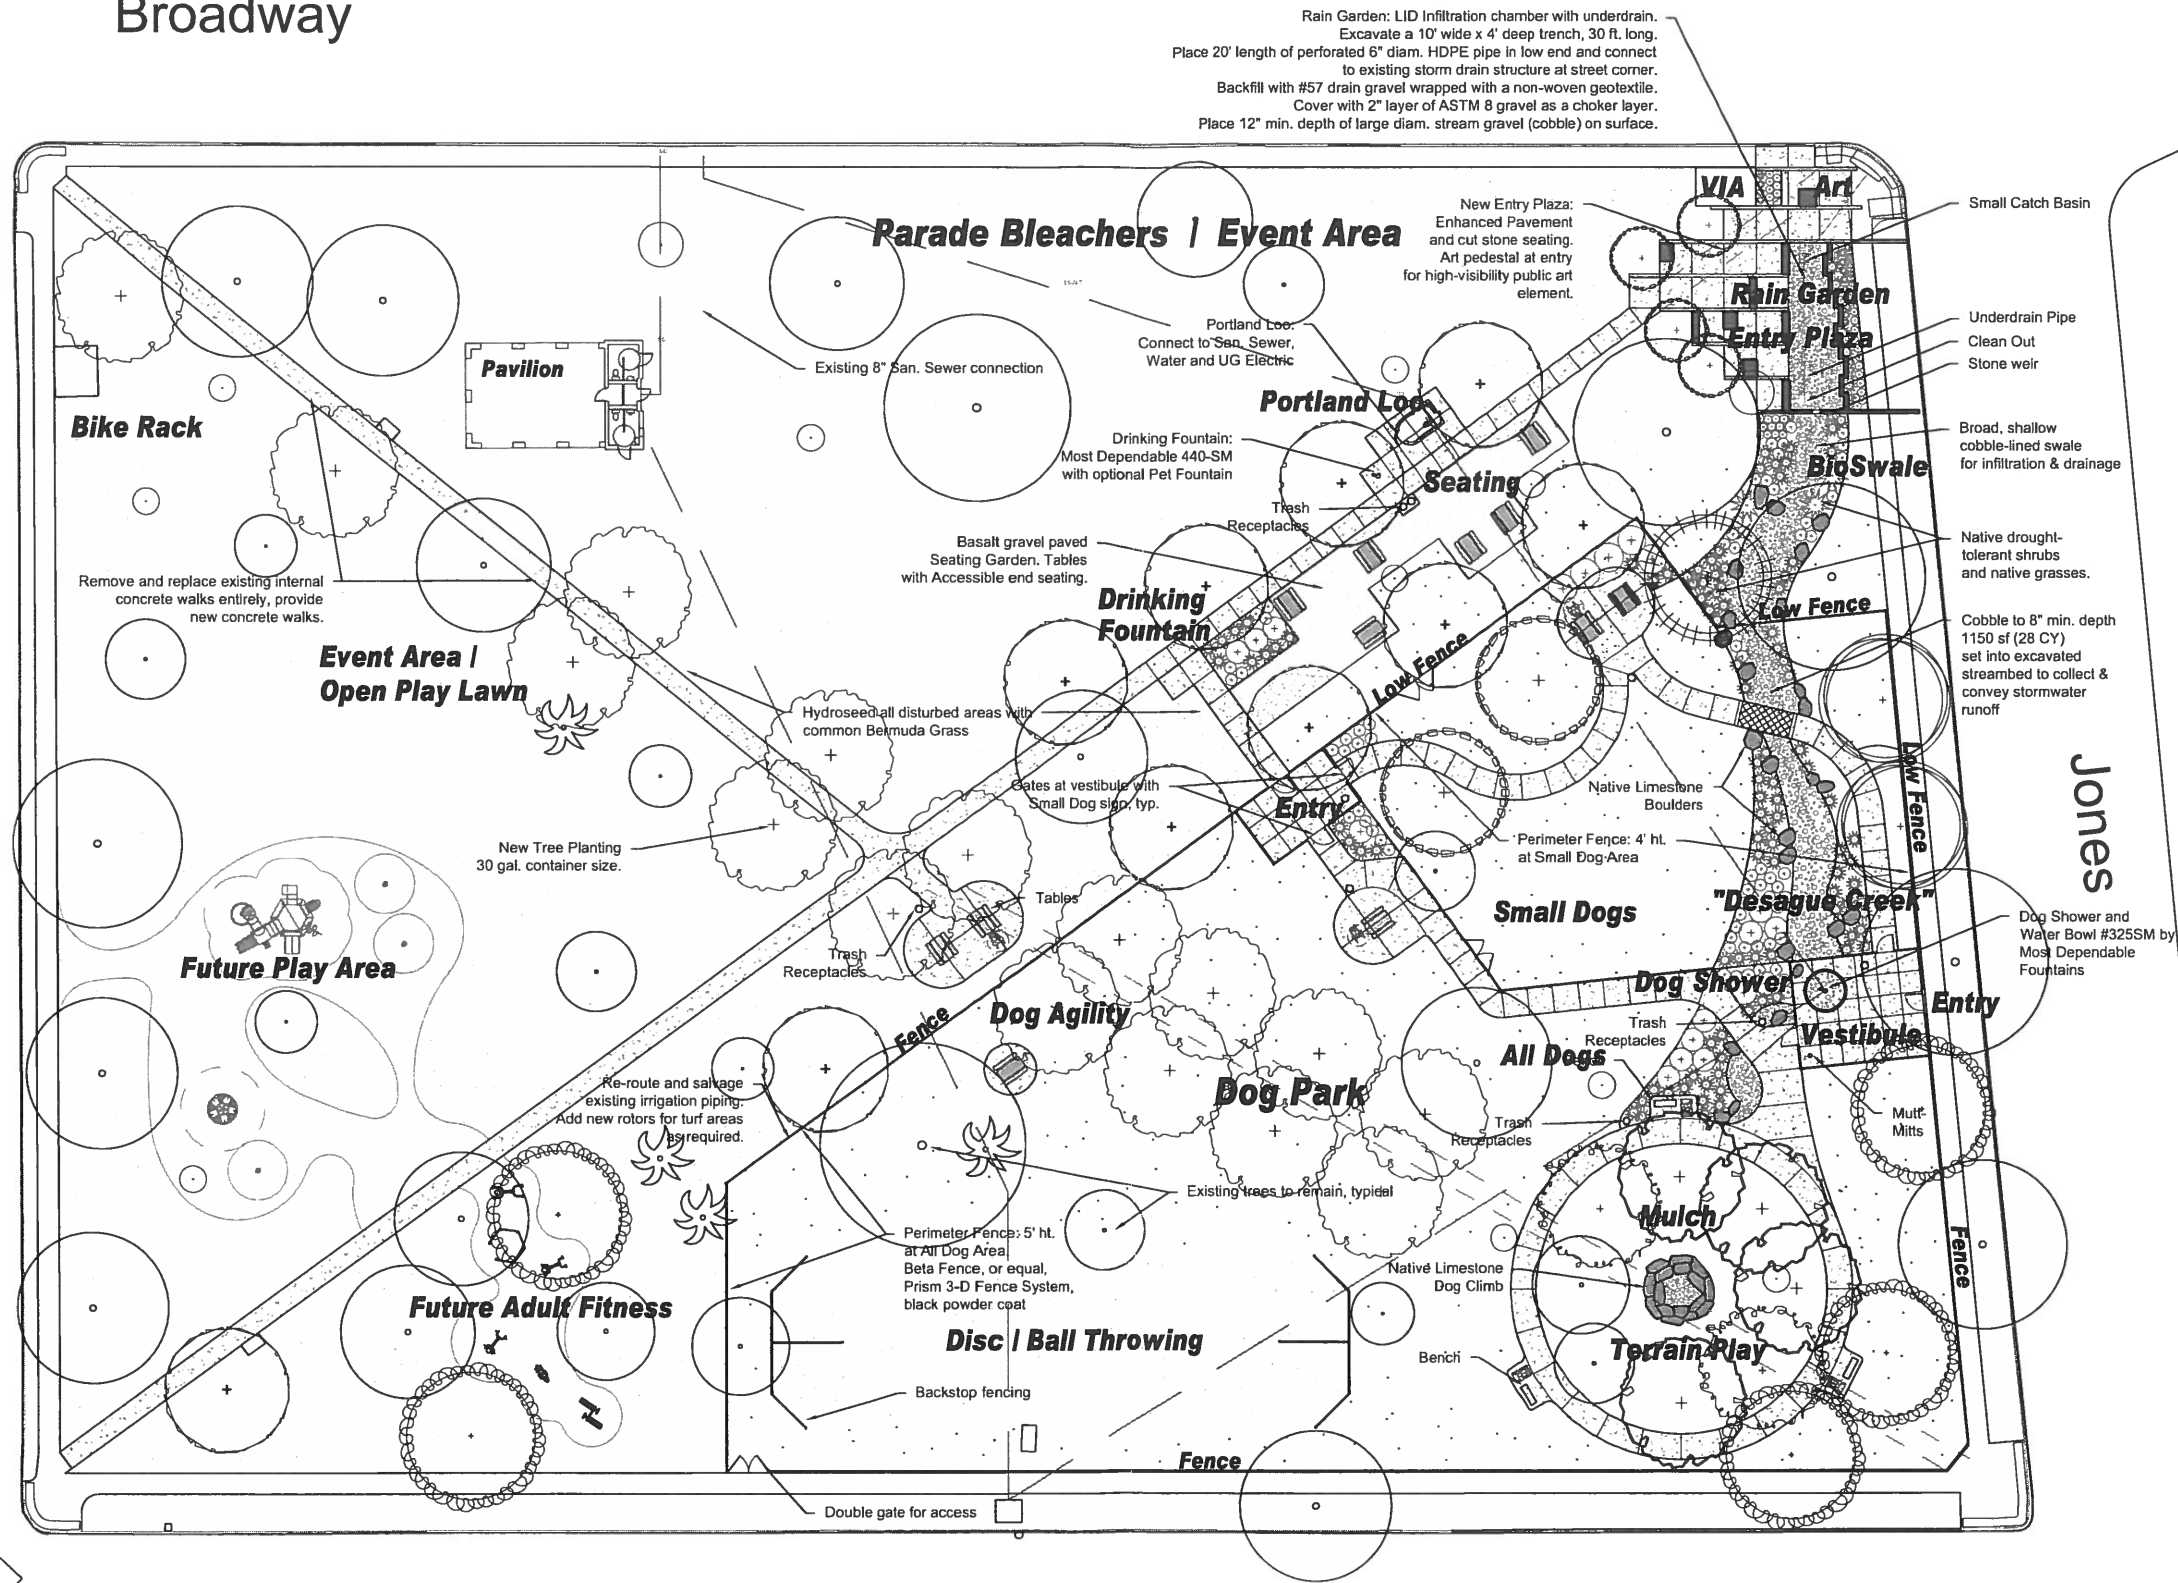 Broadway
Rain Garden: LID Infiltration chamber with underdrain.
Excavate a 10' wide x 4' deep trench, 30 ft. long.
Place 20' length of perforated 6" diam. HDPE pipe in low end and connect
to existing storm drain structure at street corner.
Backfill with #57 drain gravel wrapped with a non-woven geotextile.
Cover with 2" layer of ASTM 8 gravel as a choker layer.
Place 12" min. depth of large diam. stream gravel (cobble) on surface.
VIA
Art
Small Catch Basin
New Entry Plaza:
Enhanced Pavement
and cut stone seating.
Art pedestal at entry
for high-visibility public art
element.
Parade Bleachers | Event Area
Rain Garden
Entry Plaza
Underdrain Pipe
Clean Out
Stone weir
Portland Loo:
Connect to San. Sewer,
Water and UG Electric
Existing 8" San. Sewer connection
Pavilion
Portland Loo
Bike Rack
Drinking Fountain:
Most Dependable 440-SM
with optional Pet Fountain
Seating
Broad, shallow
cobble-lined swale
for infiltration & drainage
BioSwale
Trash
Receptacles
Basalt gravel paved
Seating Garden. Tables
with Accessible end seating.
Native drought-
tolerant shrubs
and native grasses.
Remove and replace existing internal
concrete walks entirely, provide
new concrete walks.
Drinking
Fountain
Low Fence
Low Fence
Cobble to 8" min. depth
1150 sf (28 CY)
set into excavated
streambed to collect &
convey stormwater
runoff
Event Area /
Open Play Lawn
Hydroseed all disturbed areas with
common Bermuda Grass
Gates at vestibule with
Small Dog sign, typ.
Entry
Native Limestone
Boulders
Low Fence
Jones
Perimeter Fence: 4' ht.
at Small Dog Area
New Tree Planting
30 gal. container size.
Tables
Small Dogs
"Desague Creek"
Dog Shower and
Water Bowl #325SM by
Most Dependable
Fountains
Trash
Receptacles
Future Play Area
Dog Shower
Entry
Fence
Dog Agility
Trash
Receptacles
Vestibule
All Dogs
Dog Park
Re-route and salvage
existing irrigation piping.
Add new rotors for turf areas
as required.
Trash
Receptacles
Mutt
Mitts
Existing trees to remain, typical
Mulch
Perimeter Fence: 5' ht.
at All Dog Area,
Beta Fence, or equal,
Prism 3-D Fence System,
black powder coat
Native Limestone
Dog Climb
Fence
Future Adult Fitness
Disc / Ball Throwing
Terrain Play
Bench
Backstop fencing
Fence
Double gate for access